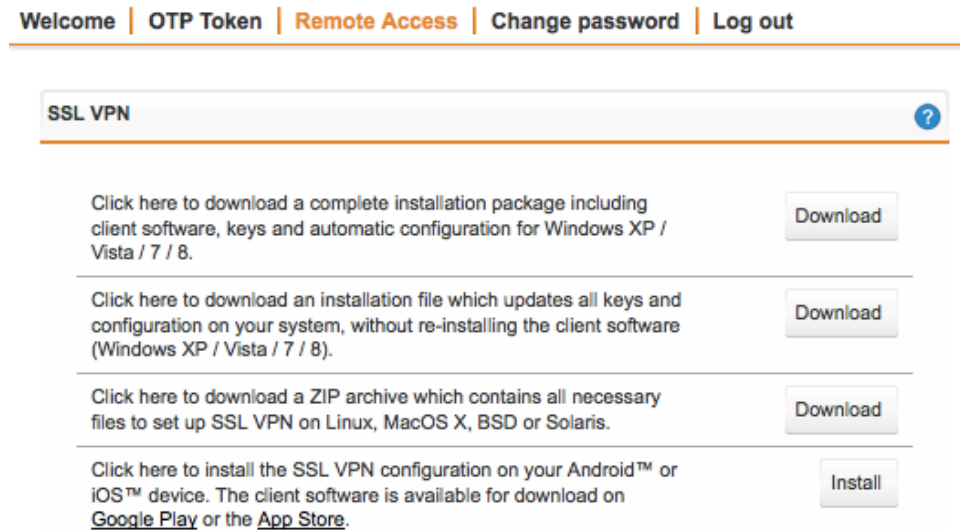 Welcome | OTP Token | Remote Access | Change password | Log out
SSL VPN ?
Click here to download a complete installation package including
client software, keys and automatic configuration for Windows XP /
Vista / 7 / 8.
Download
Click here to download an installation file which updates all keys and
configuration on your system, without re-installing the client software
(Windows XP / Vista / 7 / 8).
Download
Click here to download a ZIP archive which contains all necessary
files to set up SSL VPN on Linux, MacOS X, BSD or Solaris.
Download
Click here to install the SSL VPN configuration on your Android™ or
iOS™ device. The client software is available for download on
Google Play or the App Store.
Install